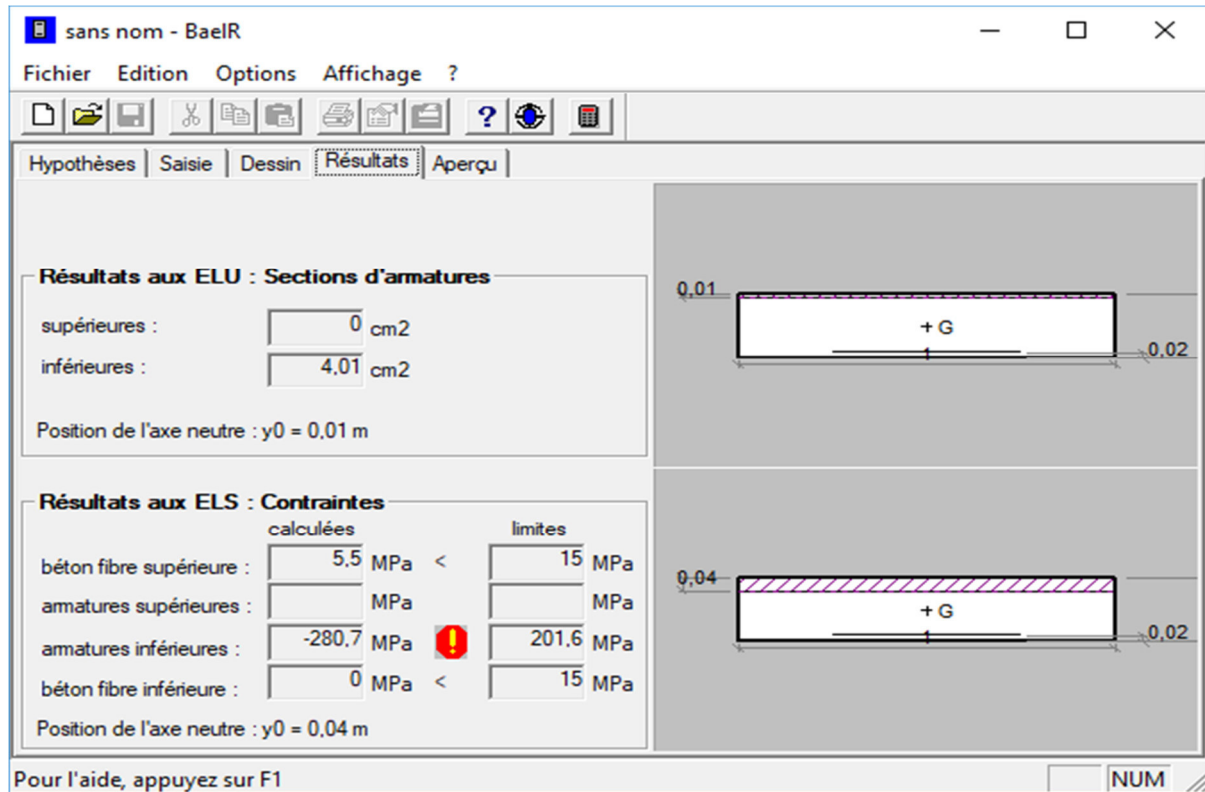 sans nom - BaelR
Fichier Edition Options Affichage ?
Hypothèses Saisie Dessin Résultats Aperçu
Résultats aux ELU : Sections d'armatures
supérieures : 0 cm2
inférieures : 4,01 cm2
Position de l'axe neutre : y0 = 0,01 m
0,01
+ G
1
0,02
Résultats aux ELS : Contraintes
calculées limites
béton fibre supérieure : 5,5 MPa < 15 MPa
armatures supérieures : MPa MPa
armatures inférieures : -280,7 MPa ! 201,6 MPa
béton fibre inférieure : 0 MPa < 15 MPa
Position de l'axe neutre : y0 = 0,04 m
0,04
+ G
1
0,02
Pour l'aide, appuyez sur F1 NUM